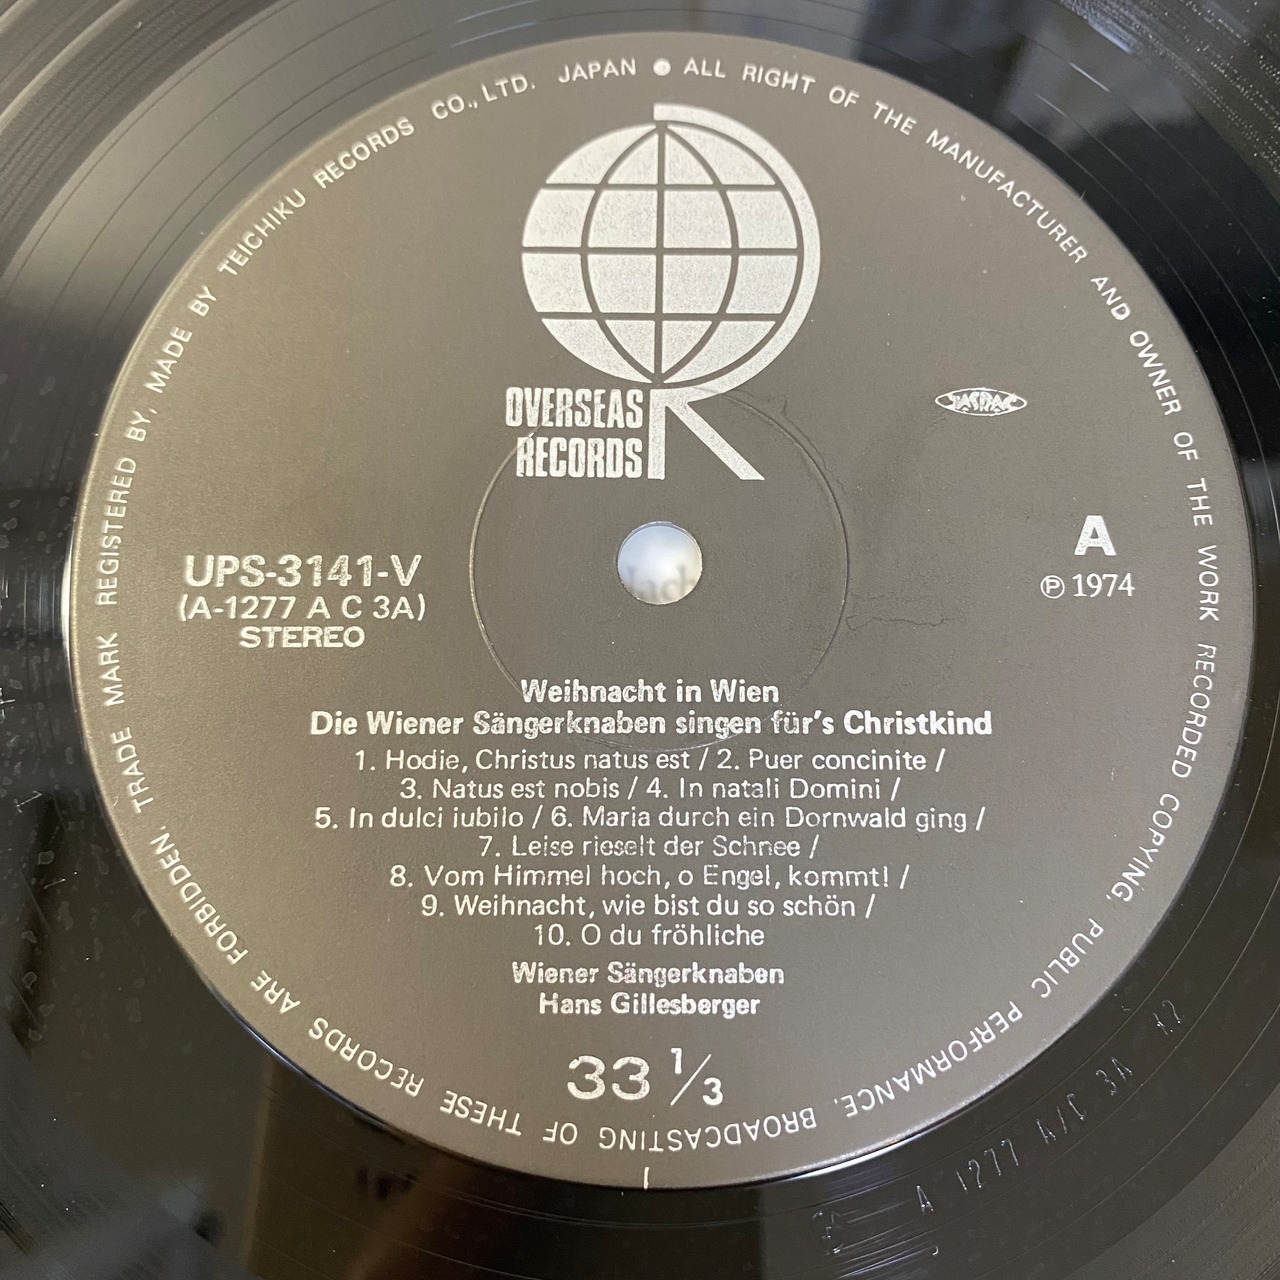 TRADE MARK REGISTERED BY, MADE BY TEICHIKU RECORDS CO., LTD. JAPAN ● ALL RIGHT OF THE MANUFACTURER AND OWNER OF THE WORK RECORDED COPYING, PUBLIC PERFORMANCE, BROADCASTING OF THESE RECORDS ARE FORBIDDEN,
OVERSEAS
RECORDS
JASRAC
UPS-3141-V
(A-1277 A C 3A)
STEREO
A
℗ 1974
Weihnacht in Wien
Die Wiener Sängerknaben singen für's Christkind
1. Hodie, Christus natus est / 2. Puer concinite /
3. Natus est nobis / 4. In natali Domini /
5. In dulci iubilo / 6. Maria durch ein Dornwald ging /
7. Leise rieselt der Schnee /
8. Vom Himmel hoch, o Engel, kommt! /
9. Weihnacht, wie bist du so schön /
10. O du fröhliche
Wiener Sängerknaben
Hans Gillesberger
33 1/3
A 1277 A/C 3A